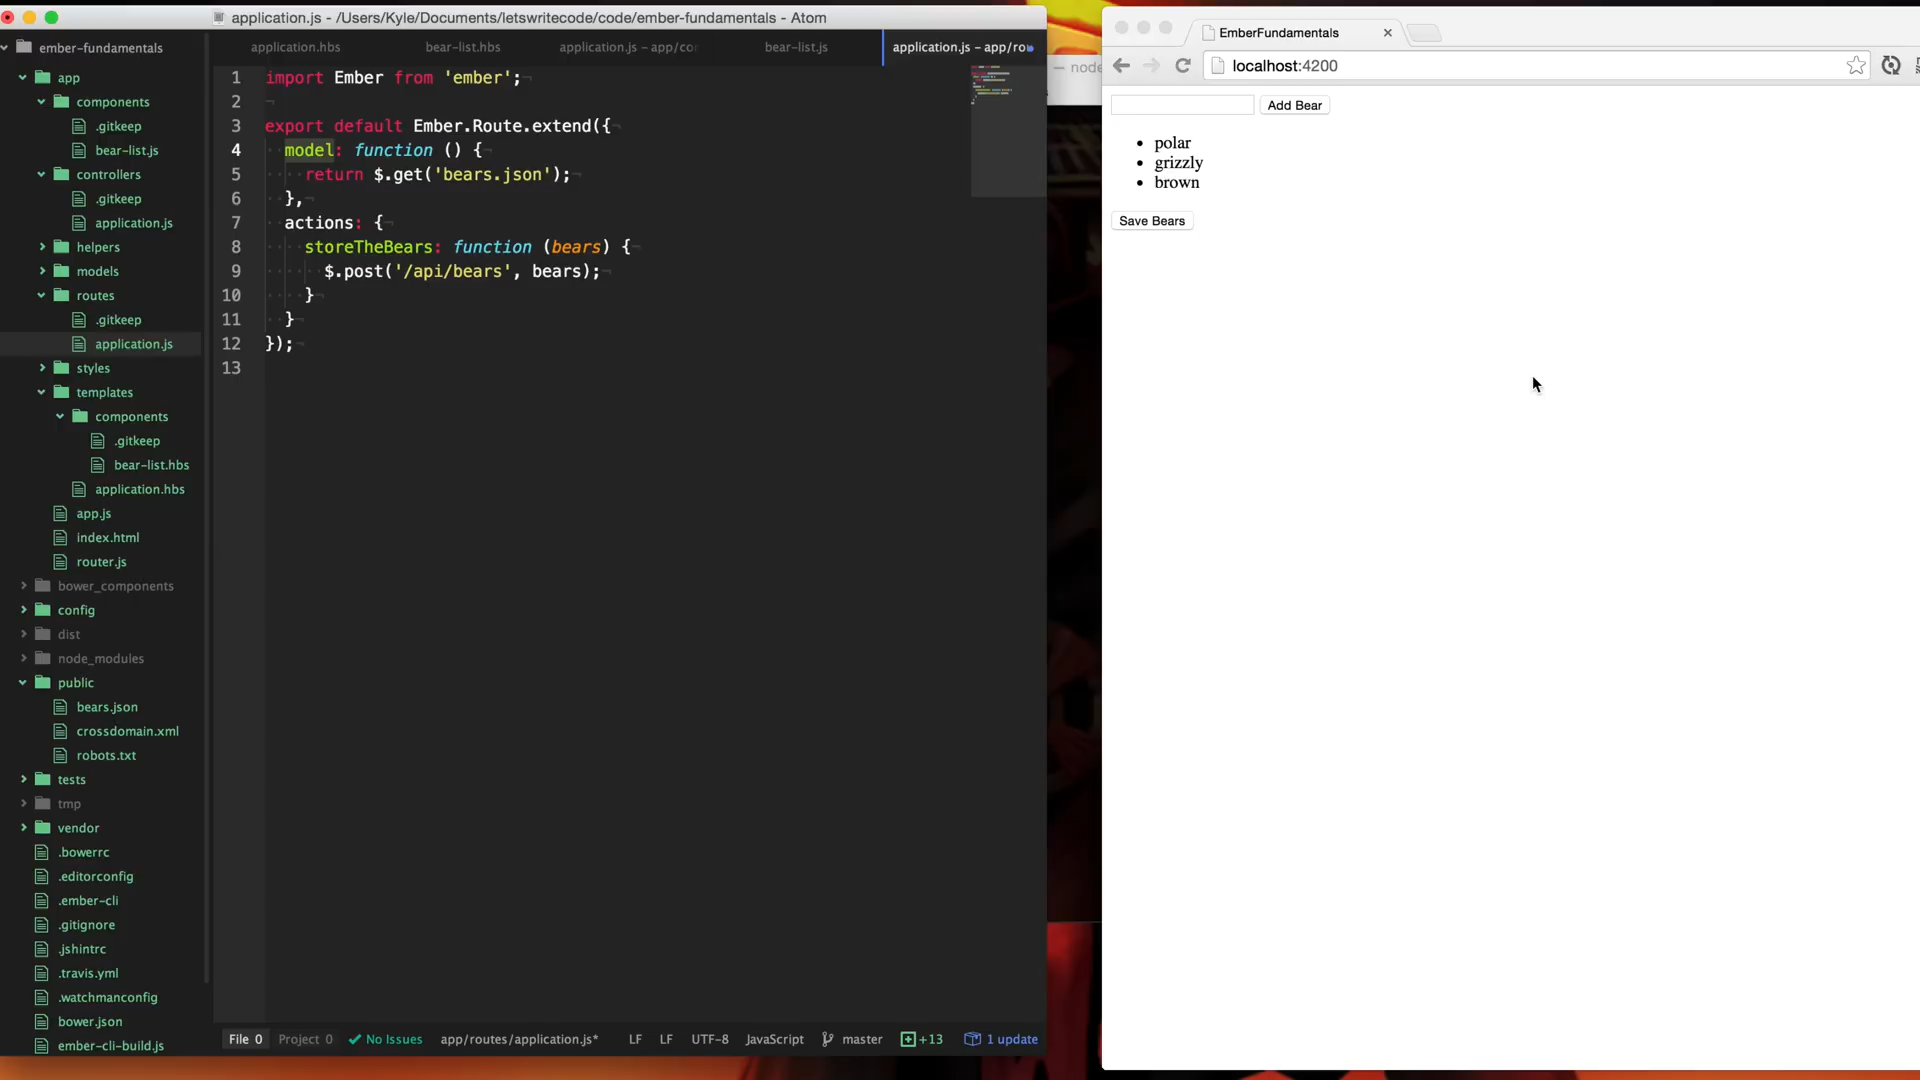 application.js - /Users/Kyle/Documents/letswritecode/code/ember-fundamentals - Atom
ember-fundamentals
app
components
.gitkeep
bear-list.js
controllers
.gitkeep
application.js
helpers
models
routes
.gitkeep
application.js
styles
templates
components
.gitkeep
bear-list.hbs
application.hbs
app.js
index.html
router.js
bower_components
config
dist
node_modules
public
bears.json
crossdomain.xml
robots.txt
tests
tmp
vendor
.bowerrc
.editorconfig
.ember-cli
.gitignore
.jshintrc
.travis.yml
.watchmanconfig
bower.json
ember-cli-build.js
application.hbs
bear-list.hbs
application.js - app/cor
bear-list.js
application.js - app/rou
1 import Ember from 'ember';
2
3 export default Ember.Route.extend({
4 model: function () {
5 return $.get('bears.json');
6 },
7 actions: {
8 storeTheBears: function (bears) {
9 $.post('/api/bears', bears);
10 }
11 }
12 });
13
File 0 Project 0 No Issues app/routes/application.js* LF LF UTF-8 JavaScript master +13 1 update
— node
EmberFundamentals
localhost:4200
Add Bear
• polar
• grizzly
• brown
Save Bears